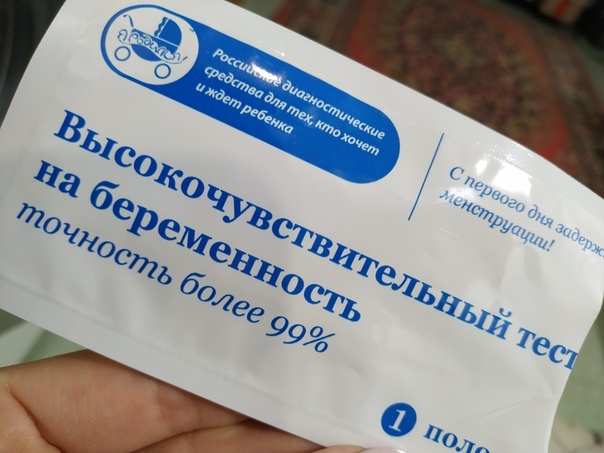 Российские диагностические
средства для тех, кто хочет
и ждет ребенка
С первого дня
менструации!
Высокочувствительный тест
на беременность
точность более 99%
1